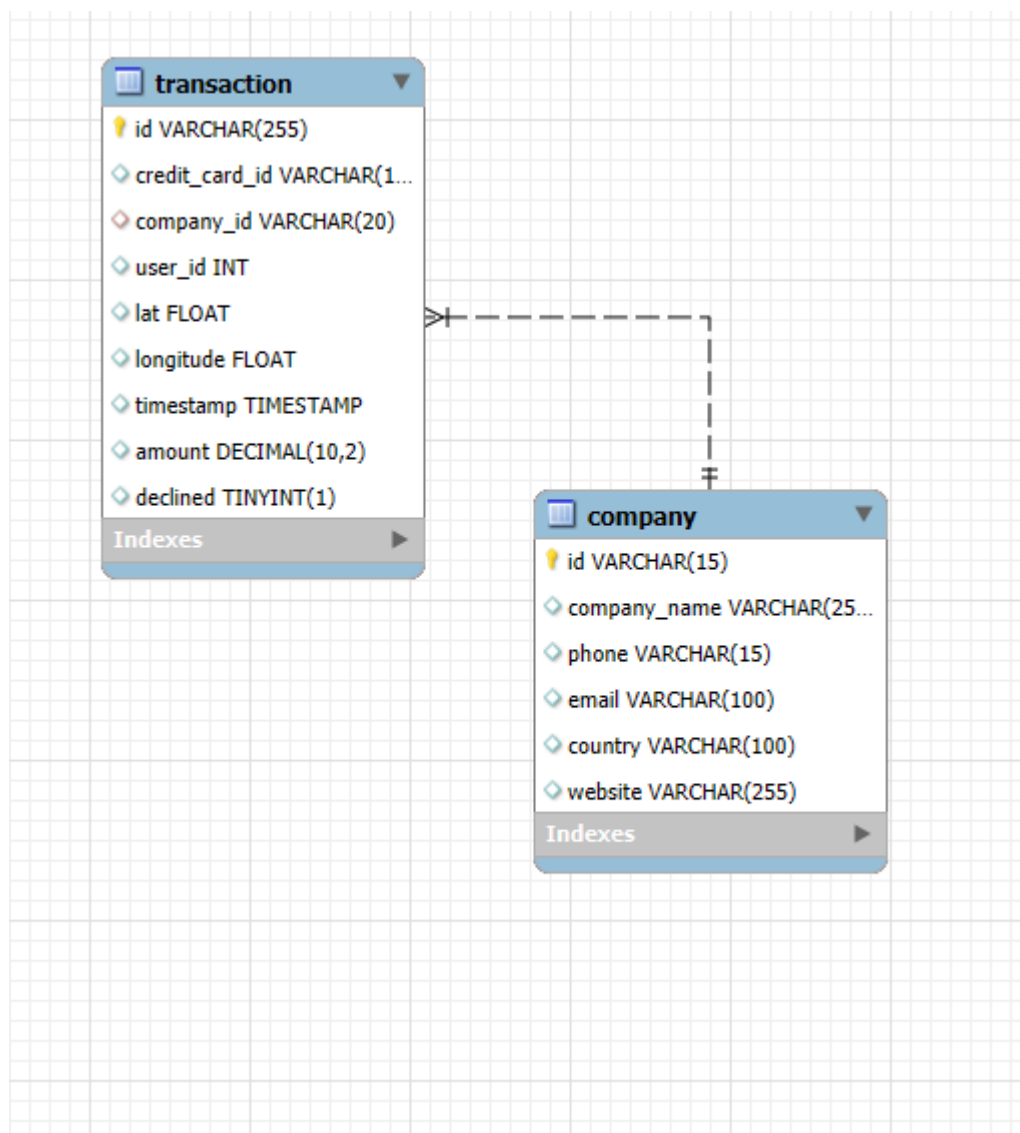 transaction
id VARCHAR(255)
credit_card_id VARCHAR(1...
company_id VARCHAR(20)
user_id INT
lat FLOAT
longitude FLOAT
timestamp TIMESTAMP
amount DECIMAL(10,2)
declined TINYINT(1)
Indexes
company
id VARCHAR(15)
company_name VARCHAR(25...
phone VARCHAR(15)
email VARCHAR(100)
country VARCHAR(100)
website VARCHAR(255)
Indexes